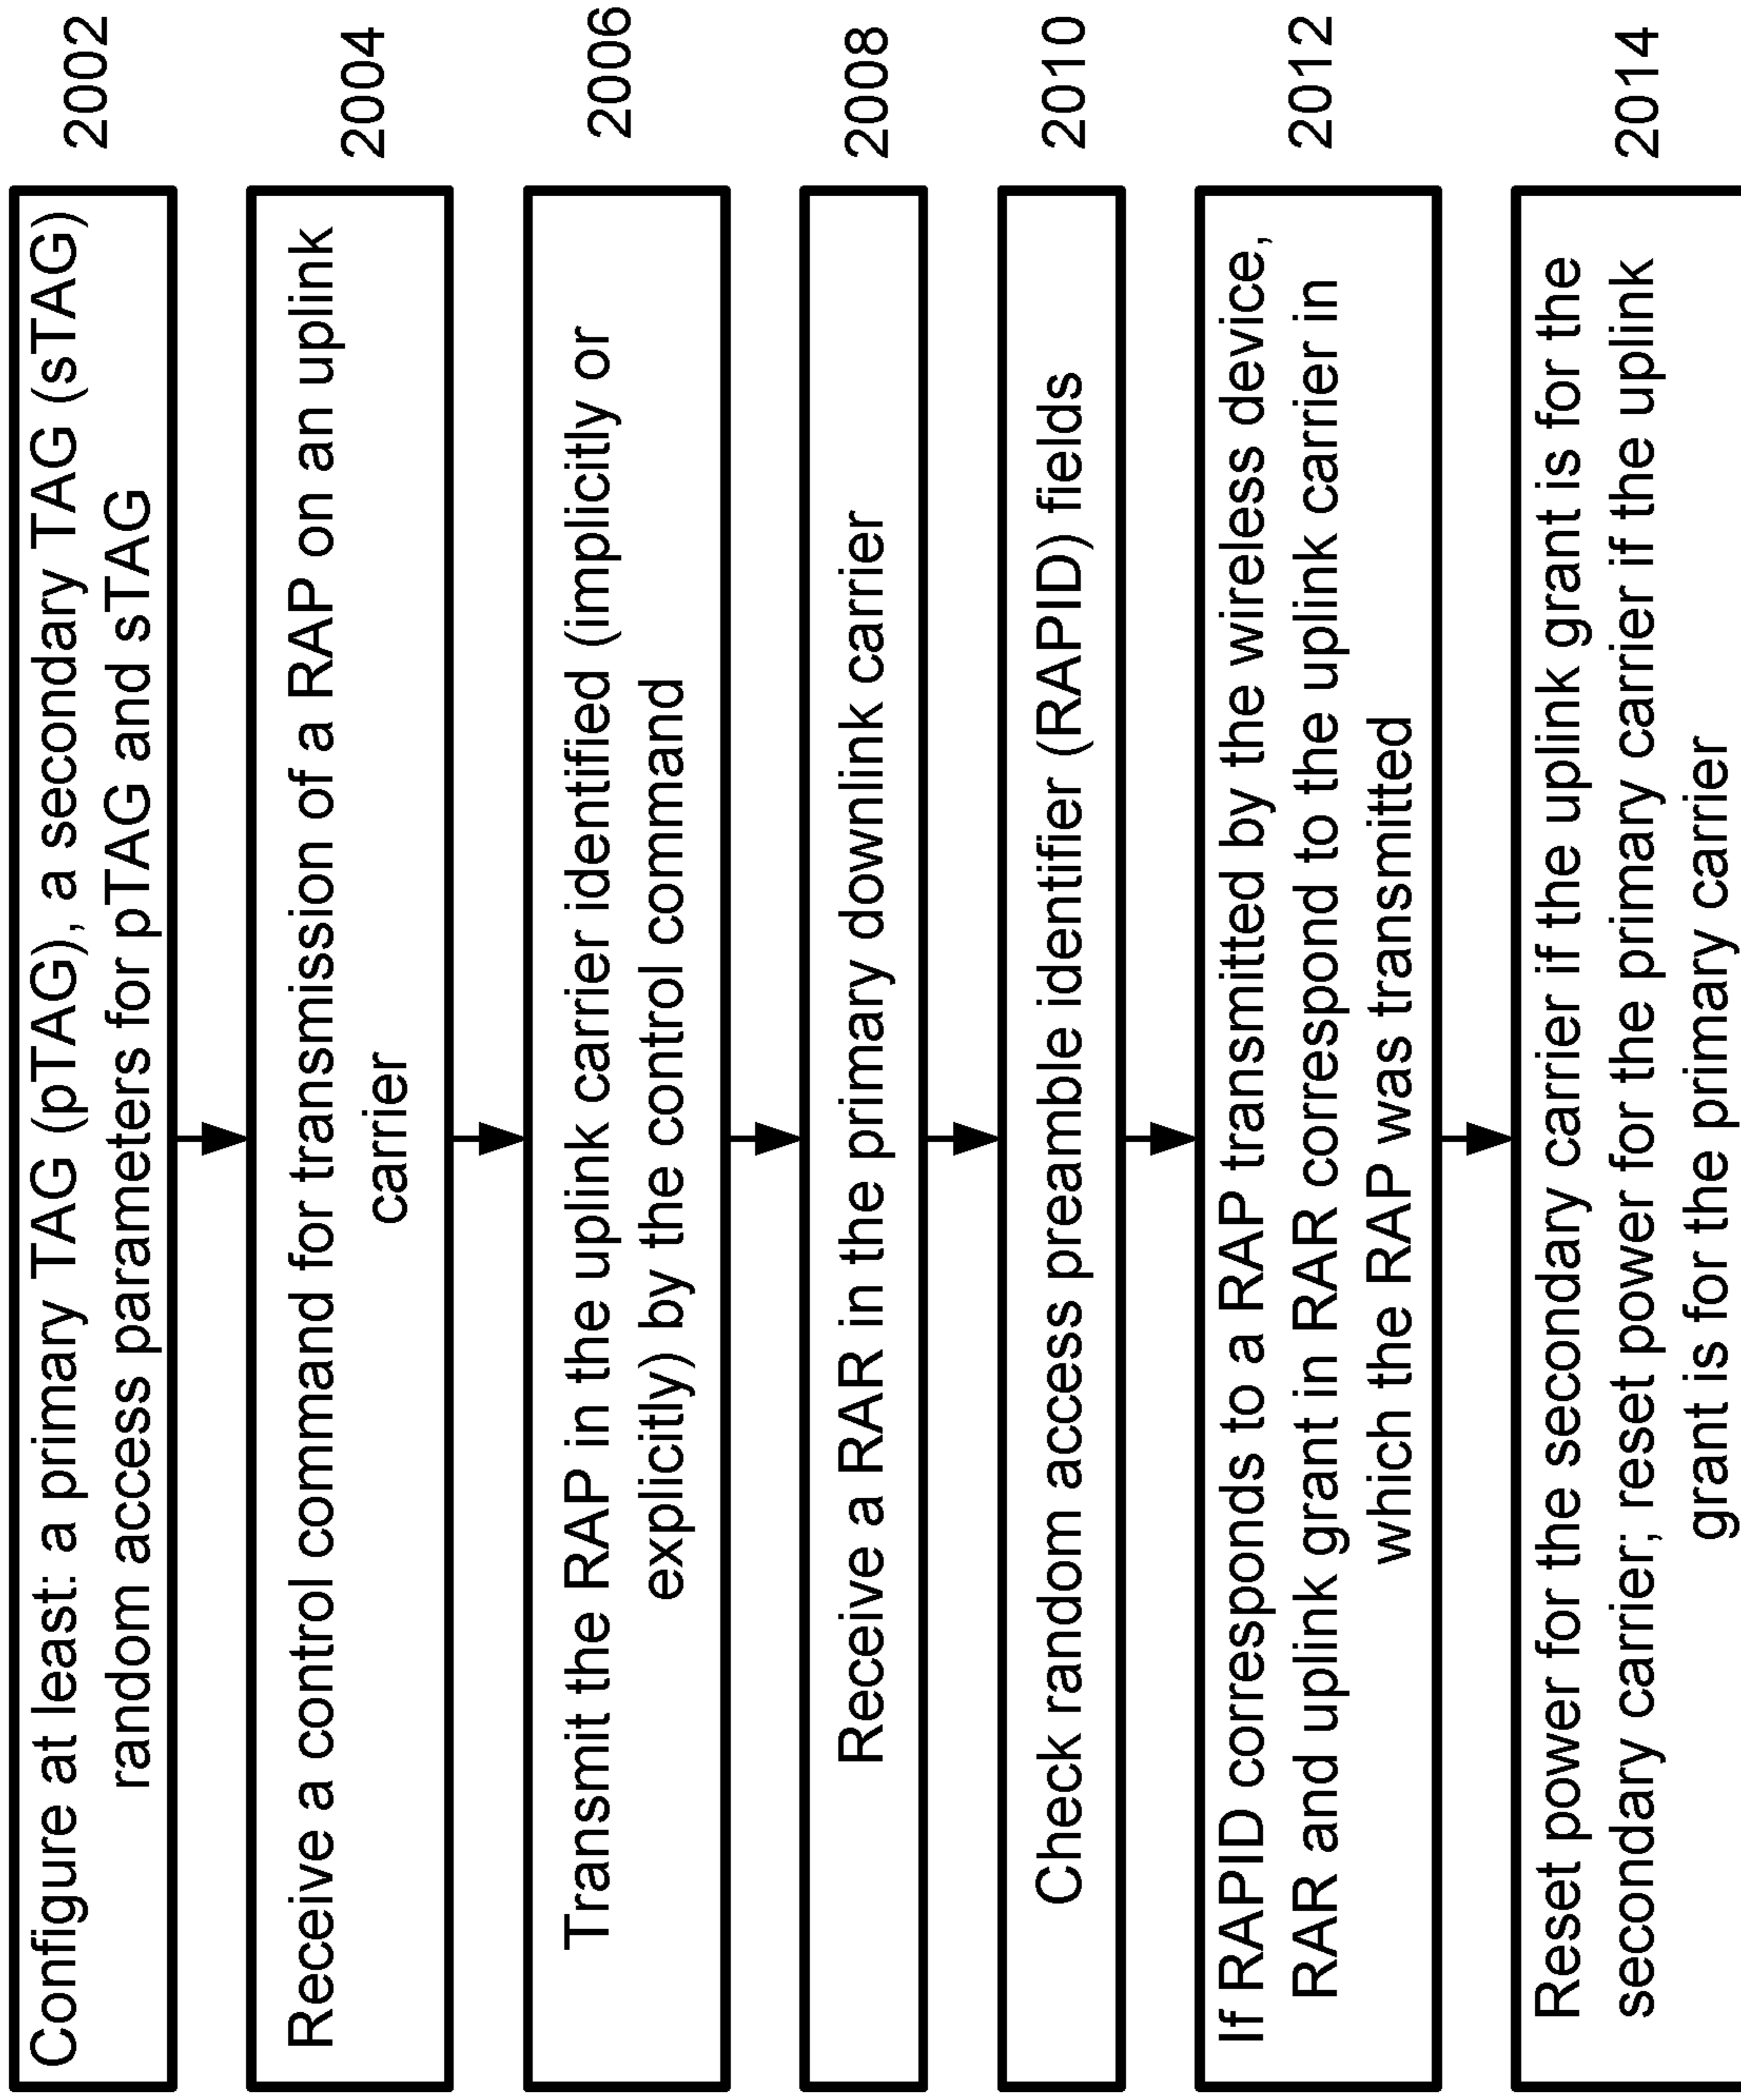 Configure at least: a primary TAG (pTAG), a secondary TAG (sTAG)
random access parameters for pTAG and sTAG
2002
Receive a control command for transmission of a RAP on an uplink
carrier
2004
Transmit the RAP in the uplink carrier identified (implicitly or
explicitly) by the control command
2006
Receive a RAR in the primary downlink carrier
2008
Check random access preamble identifier (RAPID) fields
2010
If RAPID corresponds to a RAP transmitted by the wireless device,
RAR and uplink grant in RAR correspond to the uplink carrier in
which the RAP was transmitted
2012
Reset power for the secondary carrier if the uplink grant is for the
secondary carrier; reset power for the primary carrier if the uplink
grant is for the primary carrier
2014